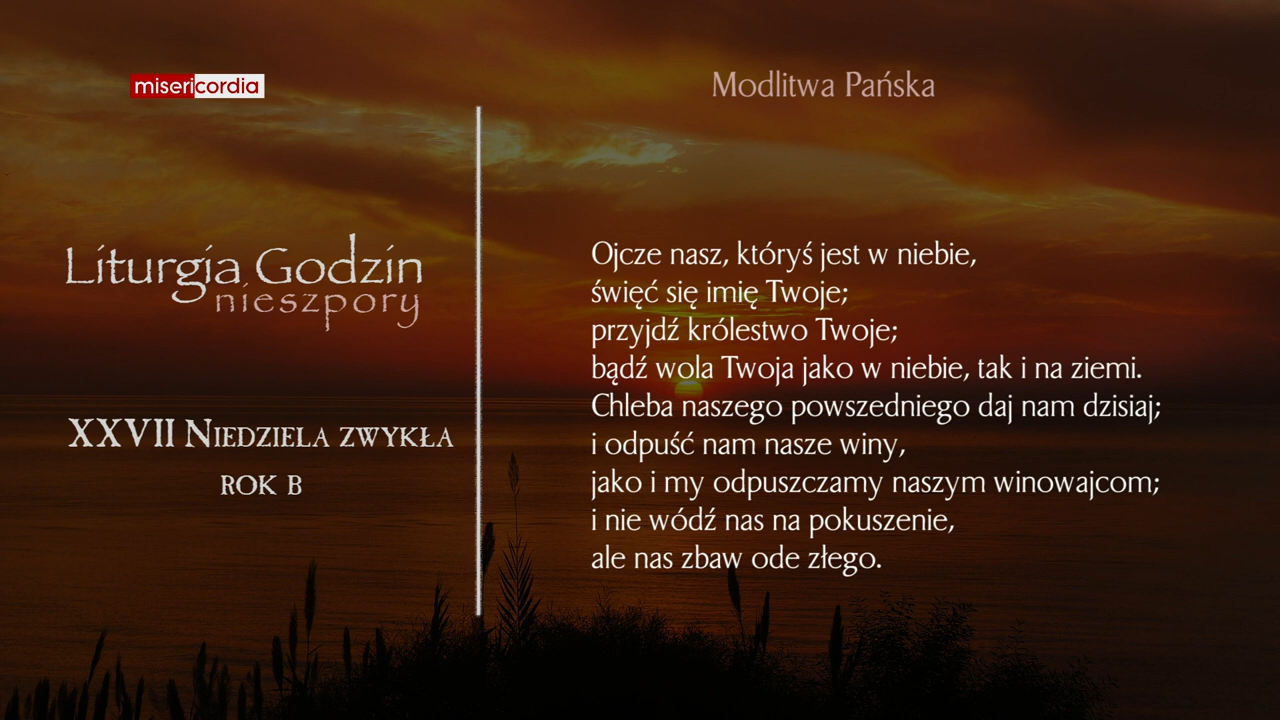 misericordia
Liturgia Godzin
nieszpory
XXVII Niedziela zwykła
rok B
Modlitwa Pańska
Ojcze nasz, któryś jest w niebie,
święć się imię Twoje;
przyjdź królestwo Twoje;
bądź wola Twoja jako w niebie, tak i na ziemi.
Chleba naszego powszedniego daj nam dzisiaj;
i odpuść nam nasze winy,
jako i my odpuszczamy naszym winowajcom;
i nie wódź nas na pokuszenie,
ale nas zbaw ode złego.